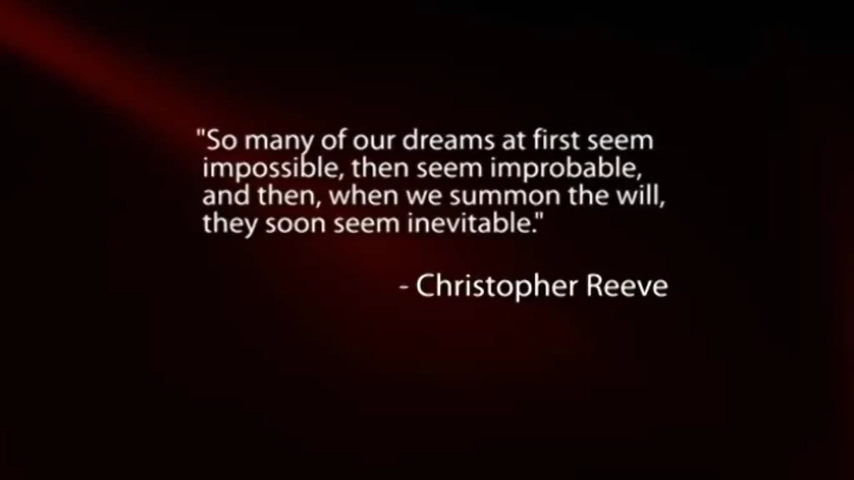 "So many of our dreams at first seem
impossible, then seem improbable,
and then, when we summon the will,
they soon seem inevitable."
- Christopher Reeve